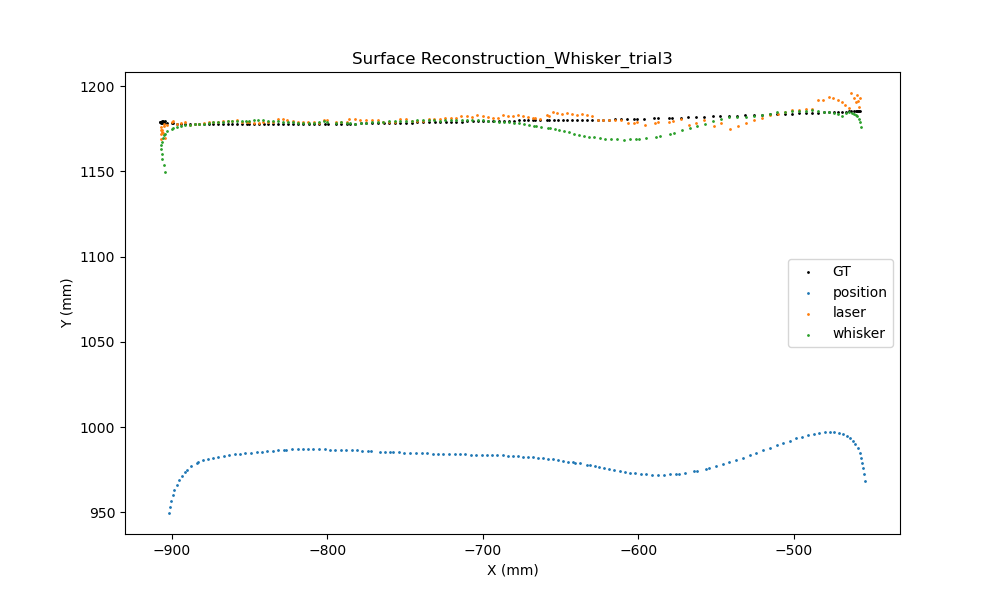 Surface Reconstruction_Whisker_trial3
1200
1150
1100
1050
1000
950
Y (mm)
GT
position
laser
whisker
−900
−800
−700
−600
−500
X (mm)